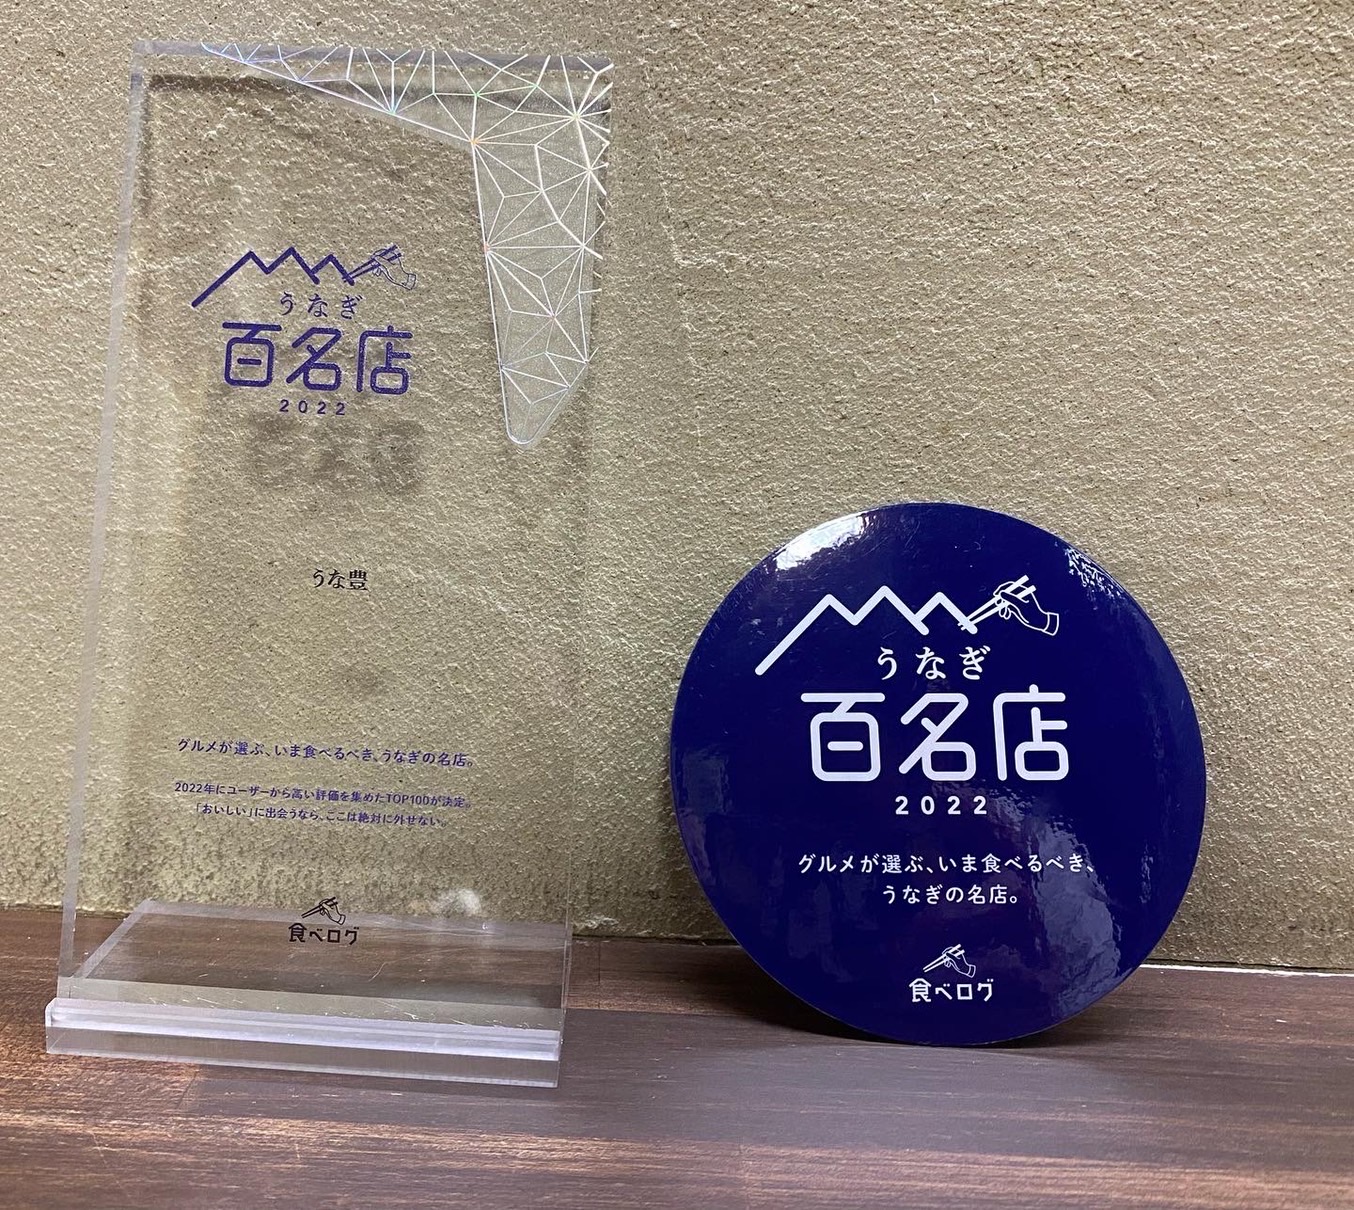 うなぎ
百名店
2022
うな豊
グルメが選ぶ、いま食べるべき、うなぎの名店。
2022年にユーザーから高い評価を集めたTOP100が決定。
「おいしい」に出会うなら、ここは絶対に外せない。
食べログ
うなぎ
百名店
2022
グルメが選ぶ、いま食べるべき、
うなぎの名店。
食べログ